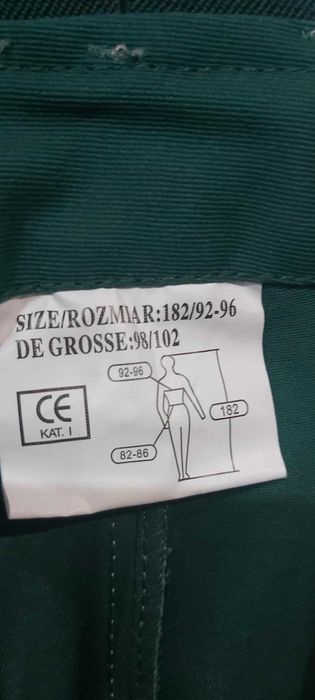 SIZE/ROZMIAR:182/92-96
DE GROSSE:98/102
92-96
CE
KAT. I
182
82-86